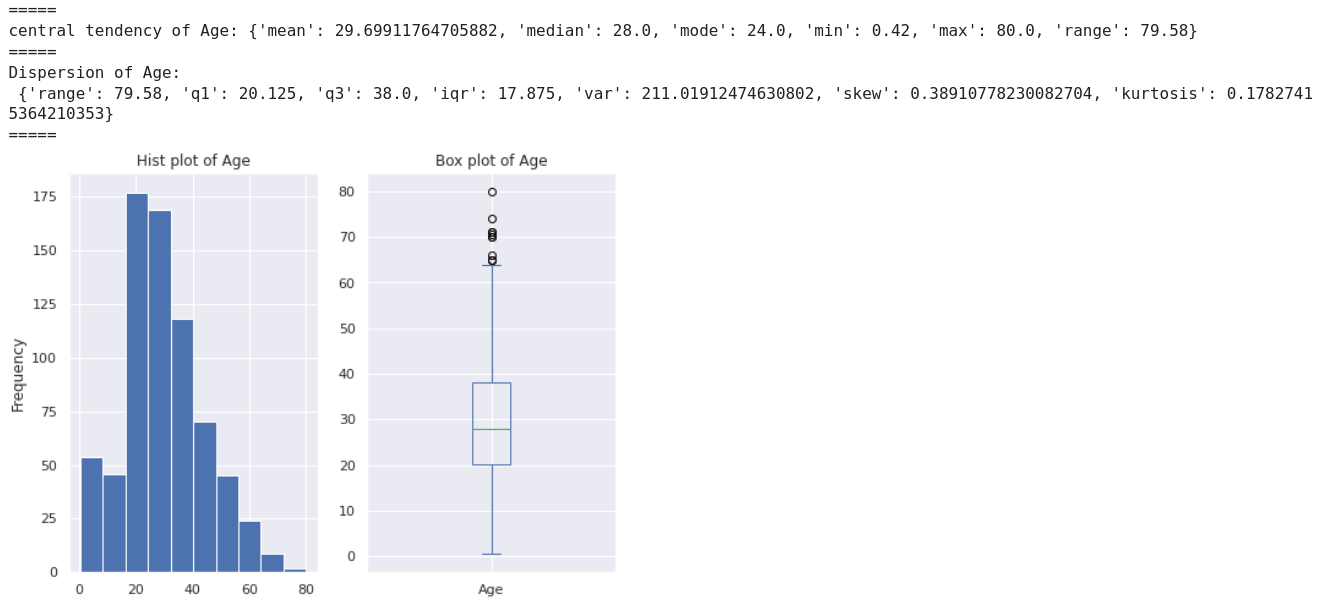 =====
central tendency of Age: {'mean': 29.69911764705882, 'median': 28.0, 'mode': 24.0, 'min': 0.42, 'max': 80.0, 'range': 79.58}
=====
Dispersion of Age:
 {'range': 79.58, 'q1': 20.125, 'q3': 38.0, 'iqr': 17.875, 'var': 211.01912474630802, 'skew': 0.38910778230082704, 'kurtosis': 0.1782741
5364210353}
=====
Hist plot of Age
175
150
125
100
75
50
25
0
Frequency
0 20 40 60 80
Box plot of Age
80
70
60
50
40
30
20
10
0
Age